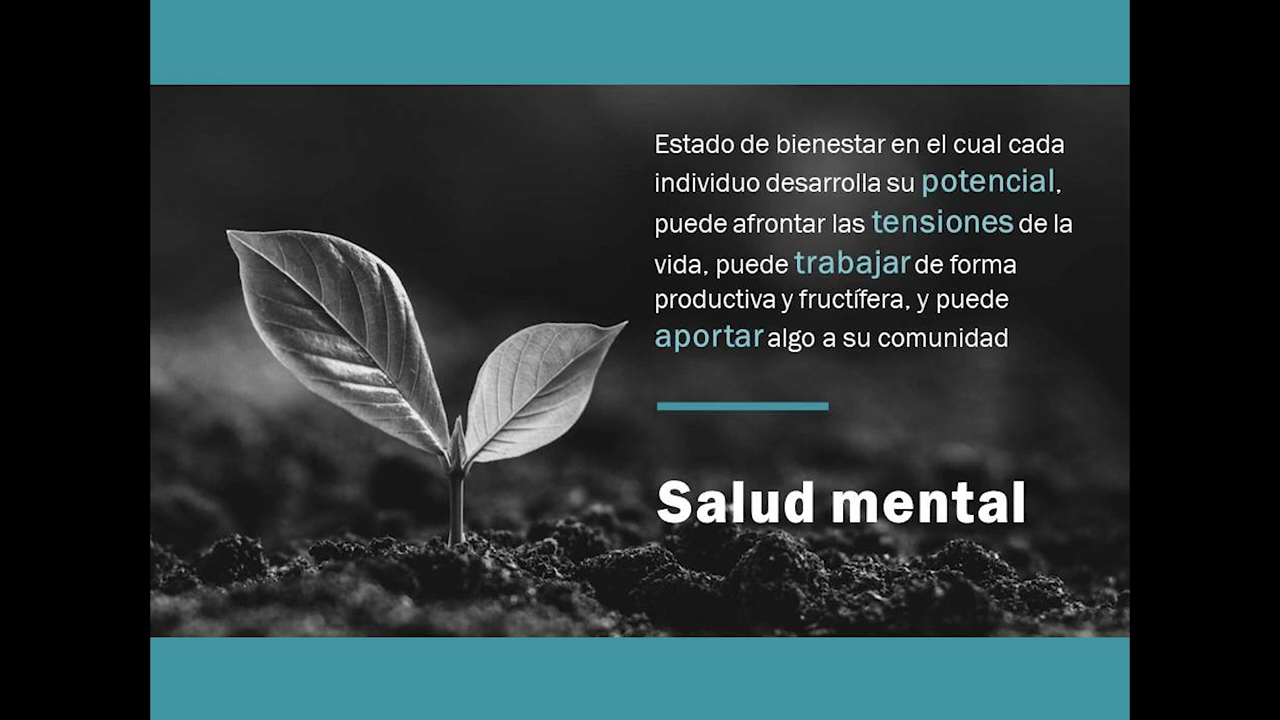 Estado de bienestar en el cual cada
individuo desarrolla su potencial,
puede afrontar las tensiones de la
vida, puede trabajar de forma
productiva y fructífera, y puede
aportar algo a su comunidad
Salud mental